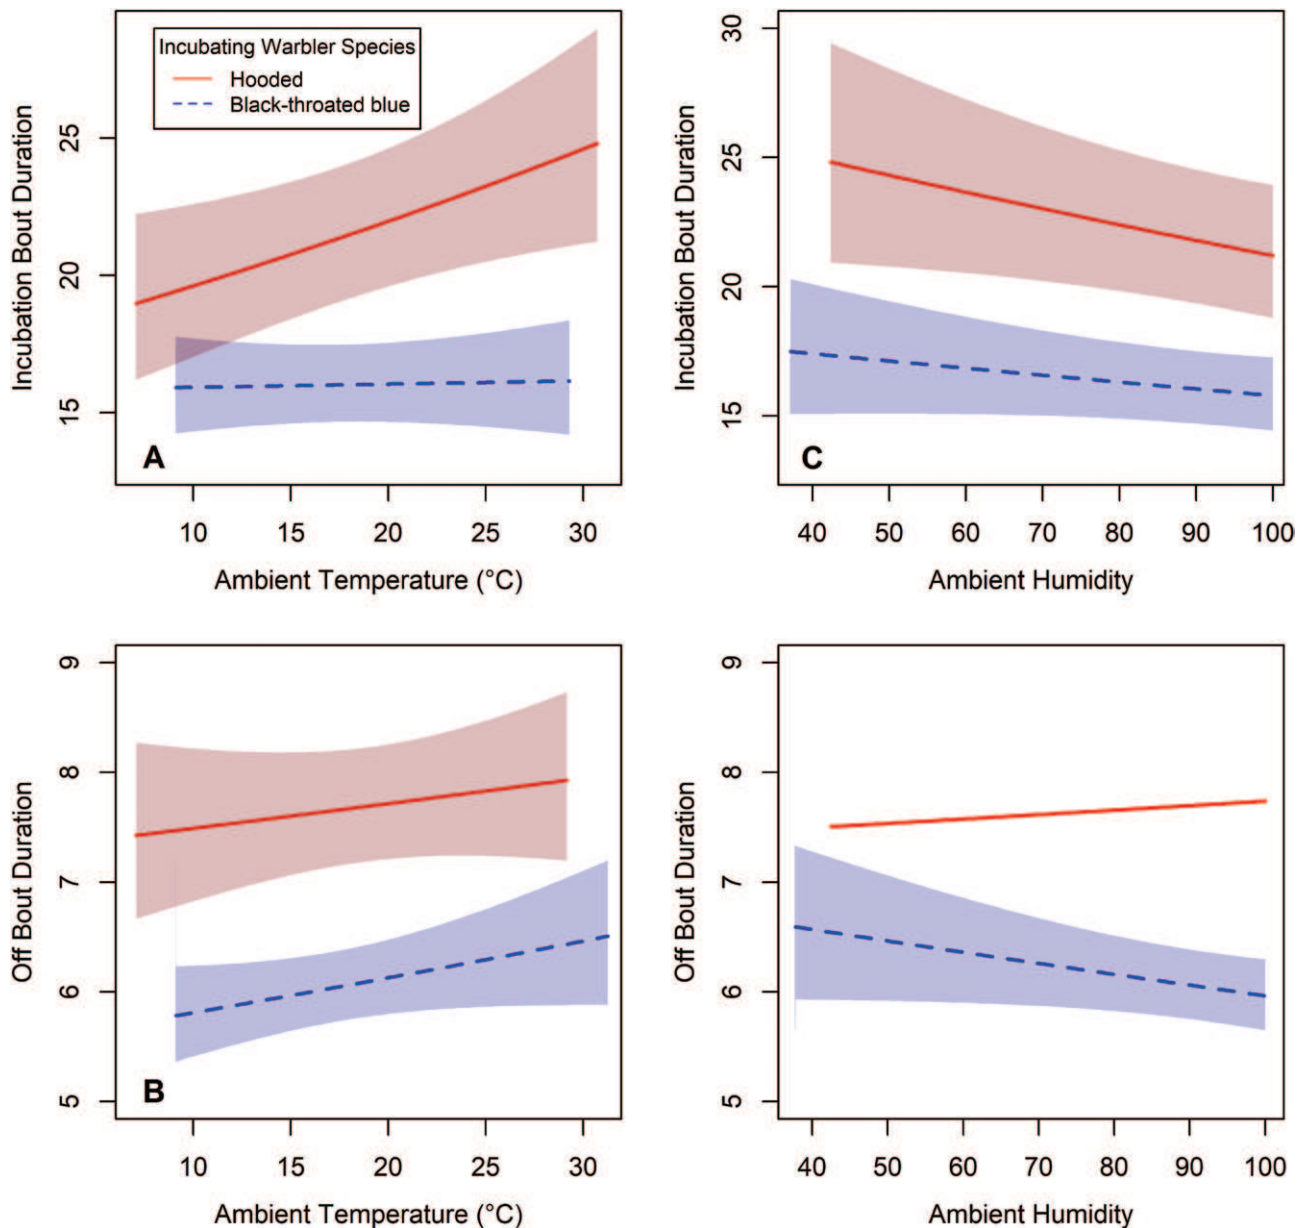 Incubating Warbler Species
Hooded
Black-throated blue
Incubation Bout Duration
25
20
15
A
10 15 20 25 30
Ambient Temperature (°C)
Incubation Bout Duration
30
25
20
15
C
40 50 60 70 80 90 100
Ambient Humidity
Off Bout Duration
9
8
7
6
5
B
10 15 20 25 30
Ambient Temperature (°C)
Off Bout Duration
9
8
7
6
5
40 50 60 70 80 90 100
Ambient Humidity